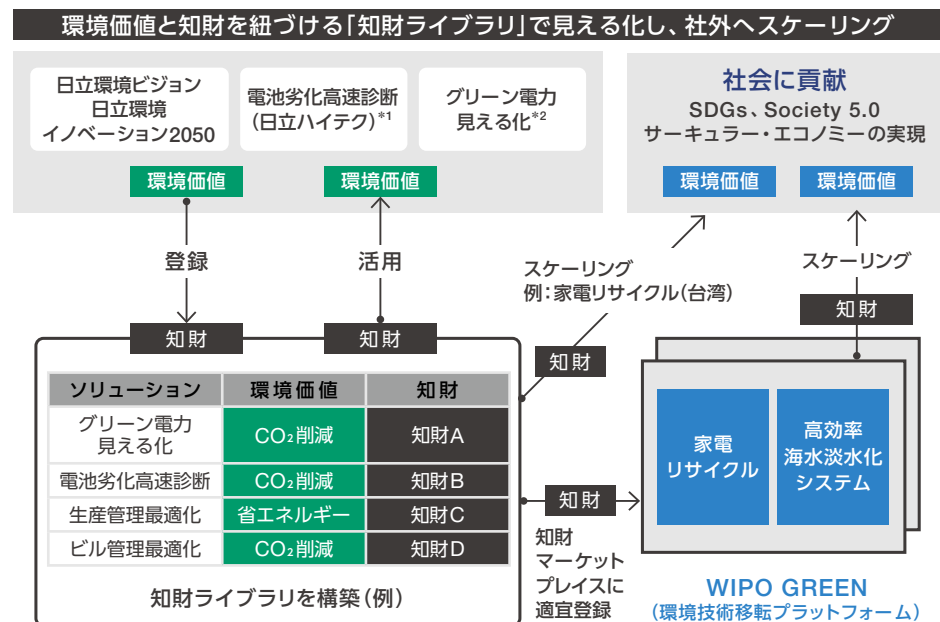 環境価値と知財を紐づける「知財ライブラリ」で見える化し、社外へスケーリング
日立環境ビジョン
日立環境
イノベーション2050
電池劣化高速診断
(日立ハイテク)*1
グリーン電力
見える化*2
環境価値
環境価値
社会に貢献
SDGs、Society 5.0
サーキュラー・エコノミーの実現
環境価値
環境価値
登録
活用
スケーリング
例:家電リサイクル(台湾)
スケーリング
知財
知財
知財
知財
ソリューション 環境価値 知財
グリーン電力
見える化
CO₂削減 知財A
電池劣化高速診断 CO₂削減 知財B
生産管理最適化 省エネルギー 知財C
ビル管理最適化 CO₂削減 知財D
知財ライブラリを構築(例)
知財
知財
マーケット
プレイスに
適宜登録
家電
リサイクル
高効率
海水淡水化
システム
WIPO GREEN
(環境技術移転プラットフォーム)